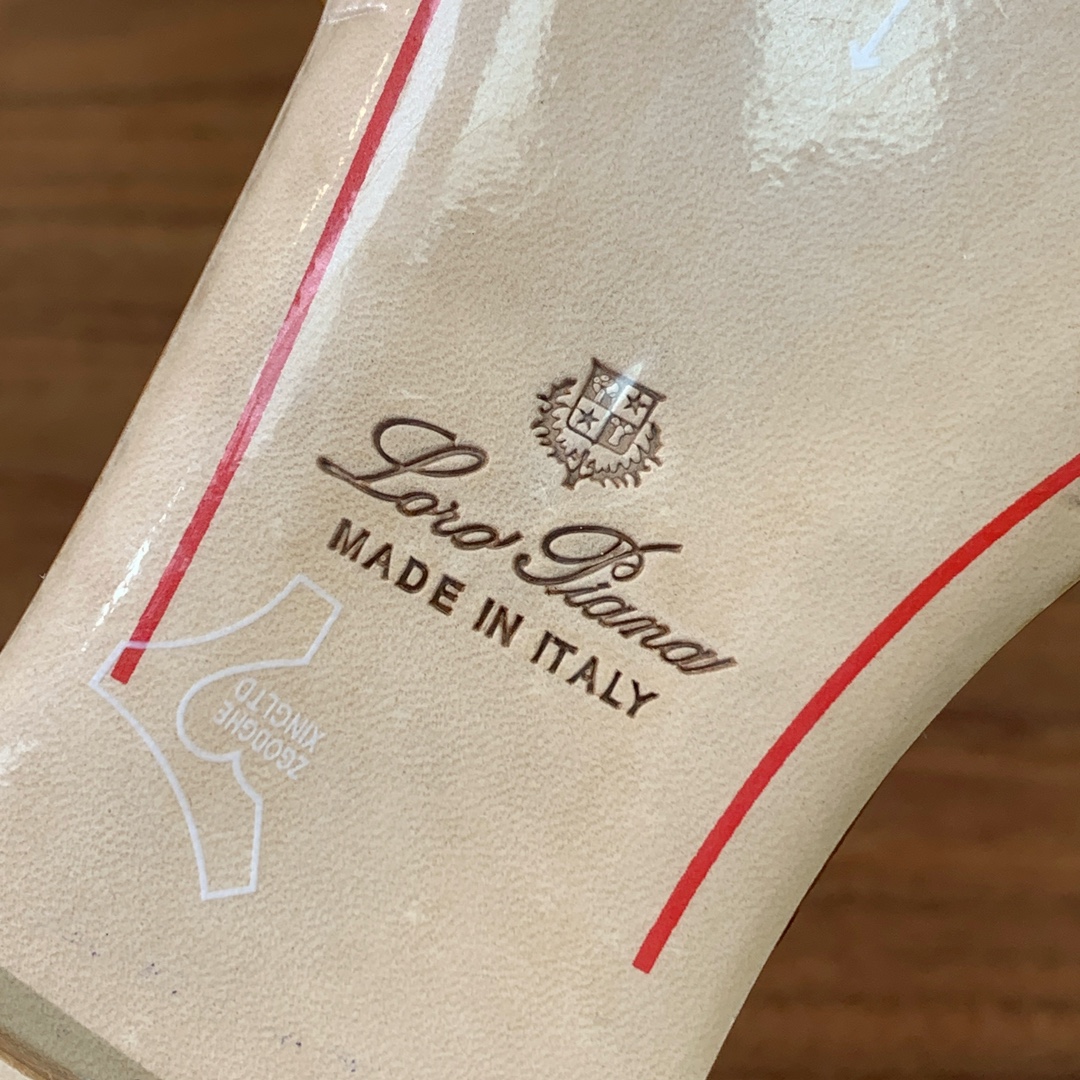 Loro Piana
MADE IN ITALY
ZGODGHE
XINGLTD